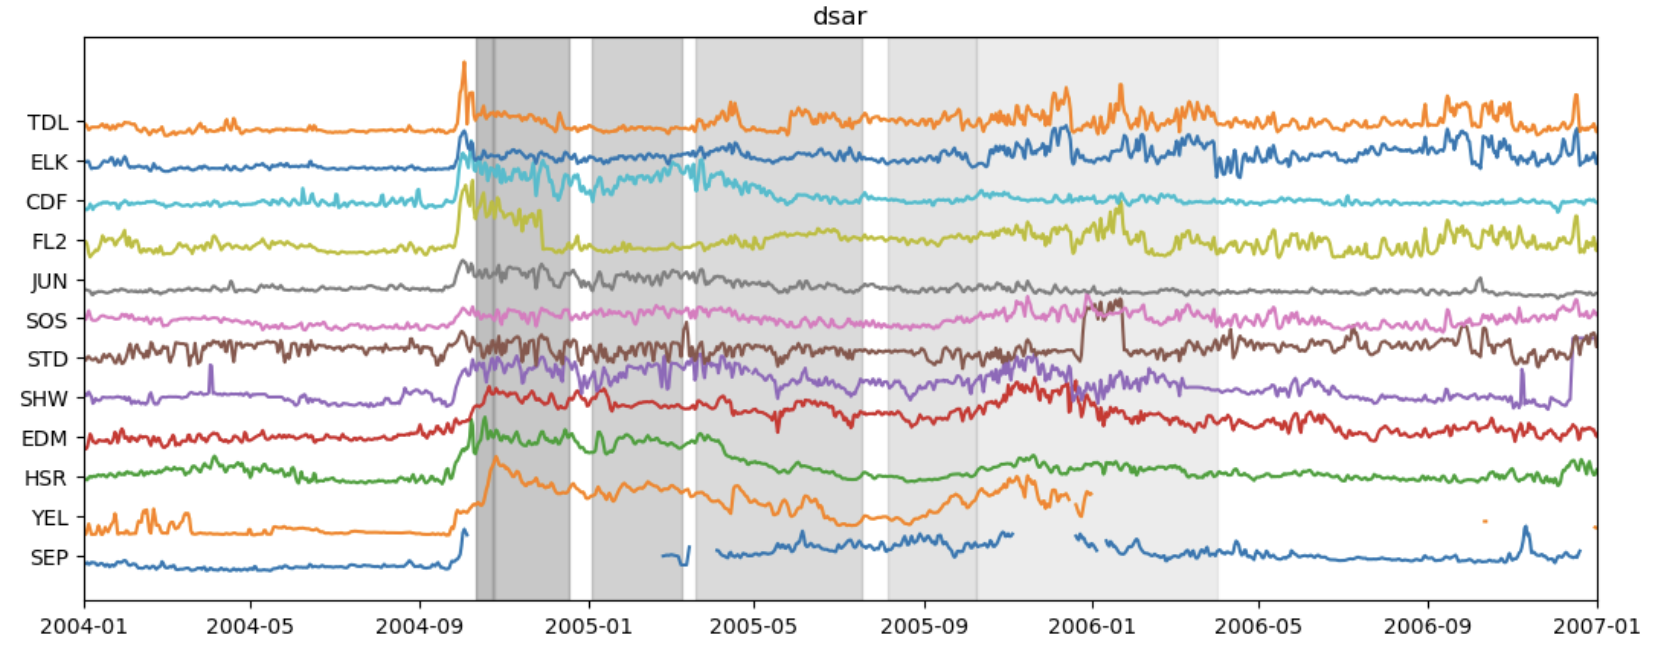 dsar
TDL
ELK
CDF
FL2
JUN
SOS
STD
SHW
EDM
HSR
YEL
SEP
2004-01 2004-05 2004-09 2005-01 2005-05 2005-09 2006-01 2006-05 2006-09 2007-01